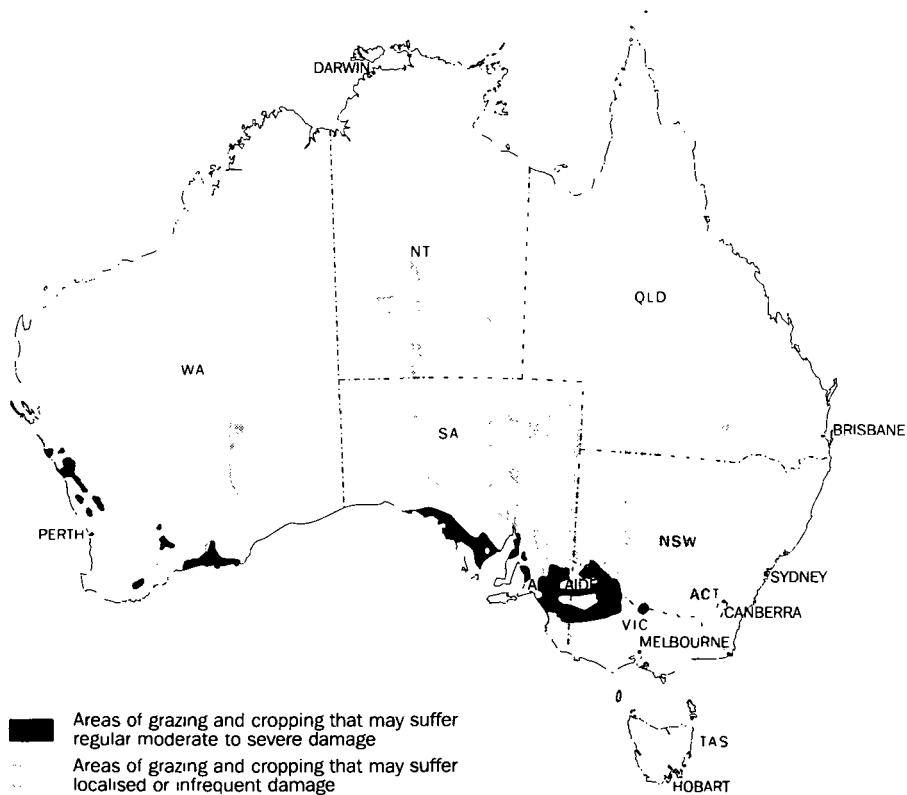 DARWIN
NT
QLD
WA
SA
BRISBANE
PERTH
NSW
SYDNEY
ACT
CANBERRA
VIC
MELBOURNE
TAS
HOBART
Areas of grazing and cropping that may suffer
regular moderate to severe damage
Areas of grazing and cropping that may suffer
localised or infrequent damage